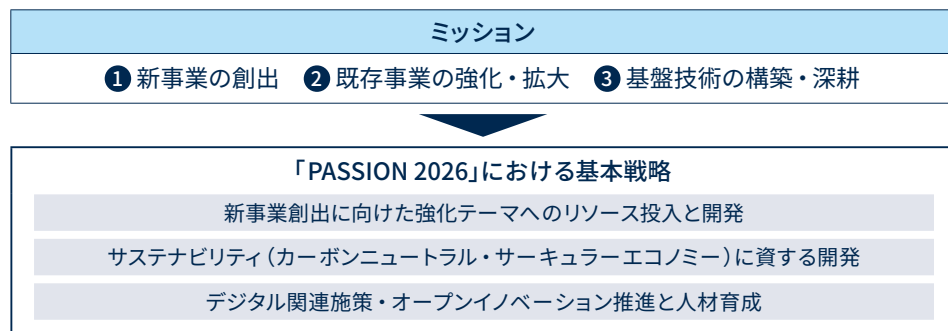 ミッション
❶ 新事業の創出 ❷ 既存事業の強化・拡大 ❸ 基盤技術の構築・深耕
「PASSION 2026」における基本戦略
新事業創出に向けた強化テーマへのリソース投入と開発
サステナビリティ（カーボンニュートラル・サーキュラーエコノミー）に資する開発
デジタル関連施策・オープンイノベーション推進と人材育成